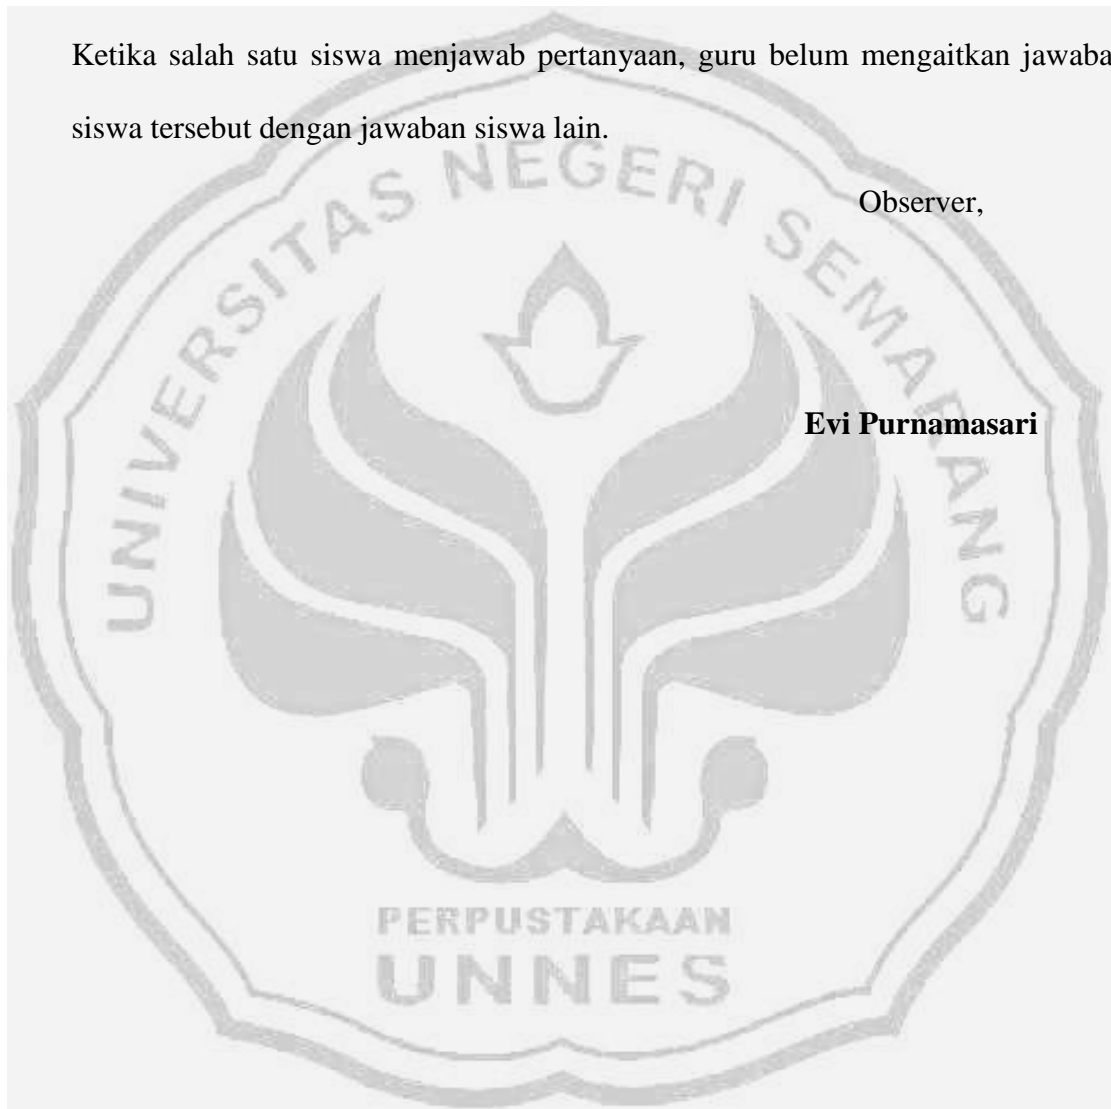 Ketika salah satu siswa menjawab pertanyaan, guru belum mengaitkan jawaba
siswa tersebut dengan jawaban siswa lain.
Observer,
Evi Purnamasari
UNIVERSITAS NEGERI SEMARANG
PERPUSTAKAAN
UNNES